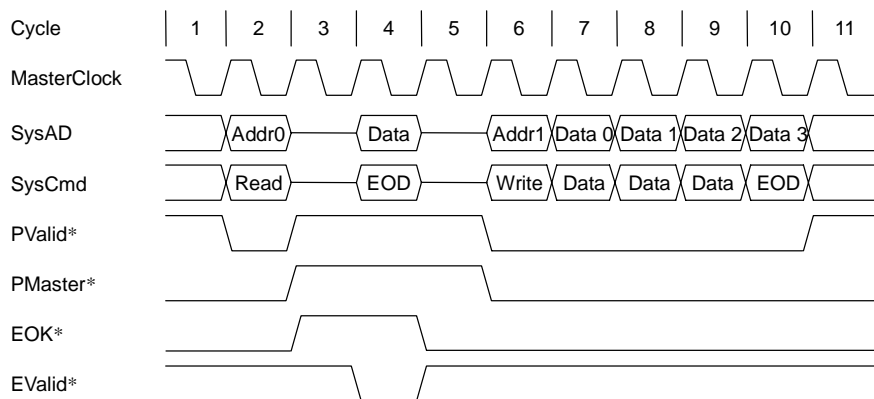 Cycle 1 2 3 4 5 6 7 8 9 10 11
MasterClock
SysAD Addr0 Data Addr1 Data 0 Data 1 Data 2 Data 3
SysCmd Read EOD Write Data Data Data EOD
PValid*
PMaster*
EOK*
EValid*